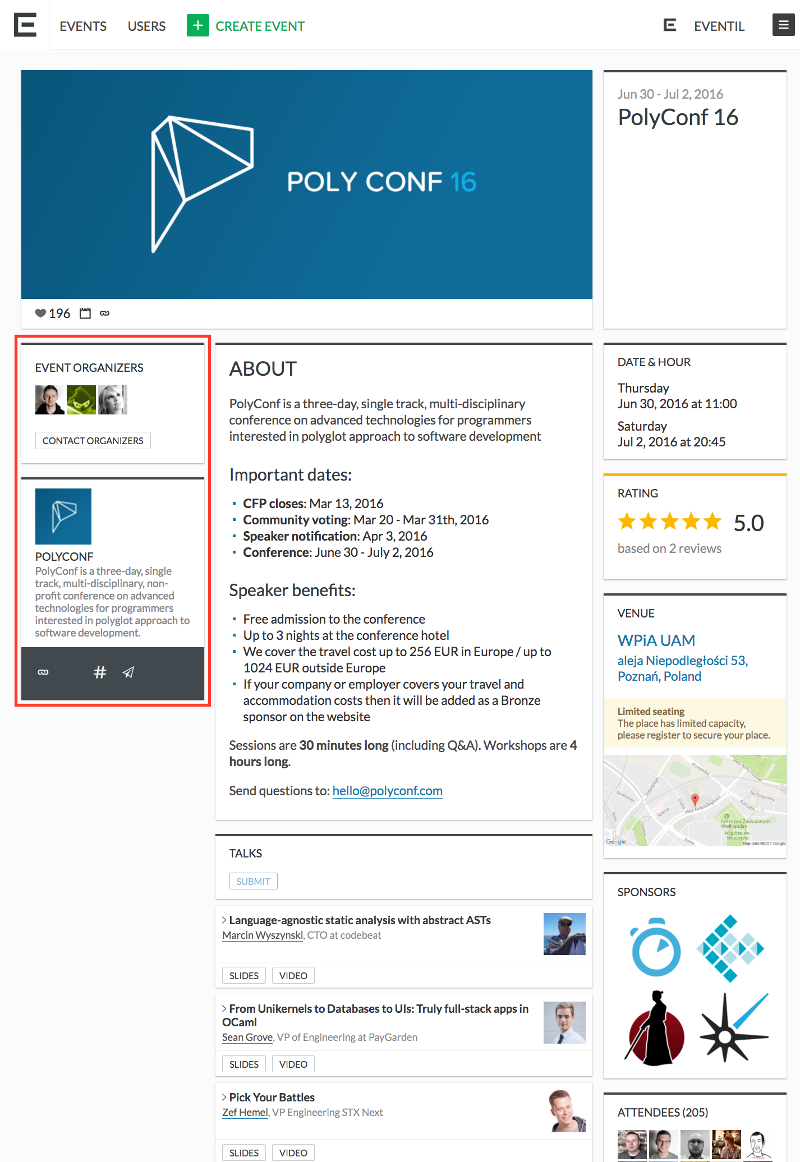 EVENTS
USERS
+ CREATE EVENT
EVENTIL
POLY CONF 16
196
Jun 30 - Jul 2, 2016
PolyConf 16
EVENT ORGANIZERS
CONTACT ORGANIZERS
POLYCONF
PolyConf is a three-day, single
track, multi-disciplinary, non-
profit conference on advanced
technologies for programmers
interested in polyglot approach to
software development.
#
ABOUT
PolyConf is a three-day, single track, multi-disciplinary
conference on advanced technologies for programmers
interested in polyglot approach to software development
Important dates:
CFP closes: Mar 13, 2016
Community voting: Mar 20 - Mar 31th, 2016
Speaker notification: Apr 3, 2016
Conference: June 30 - July 2, 2016
Speaker benefits:
Free admission to the conference
Up to 3 nights at the conference hotel
We cover the travel cost up to 256 EUR in Europe / up to
1024 EUR outside Europe
If your company or employer covers your travel and
accommodation costs then it will be added as a Bronze
sponsor on the website
Sessions are 30 minutes long (including Q&A). Workshops are 4
hours long.
Send questions to: hello@polyconf.com
TALKS
SUBMIT
Language-agnostic static analysis with abstract ASTs
Marcin Wyszynski, CTO at codebeat
SLIDES
VIDEO
From Unikernels to Databases to UIs: Truly full-stack apps in
OCaml
Sean Grove, VP of Engineering at PayGarden
SLIDES
VIDEO
Pick Your Battles
Zef Hemel, VP Engineering STX Next
SLIDES
VIDEO
DATE & HOUR
Thursday
Jun 30, 2016 at 11:00
Saturday
Jul 2, 2016 at 20:45
RATING
5.0
based on 2 reviews
VENUE
WPiA UAM
aleja Niepodległości 53,
Poznań, Poland
Limited seating
The place has limited capacity,
please register to secure your place.
Google
Map data ©2017 Google
SPONSORS
ATTENDEES (205)